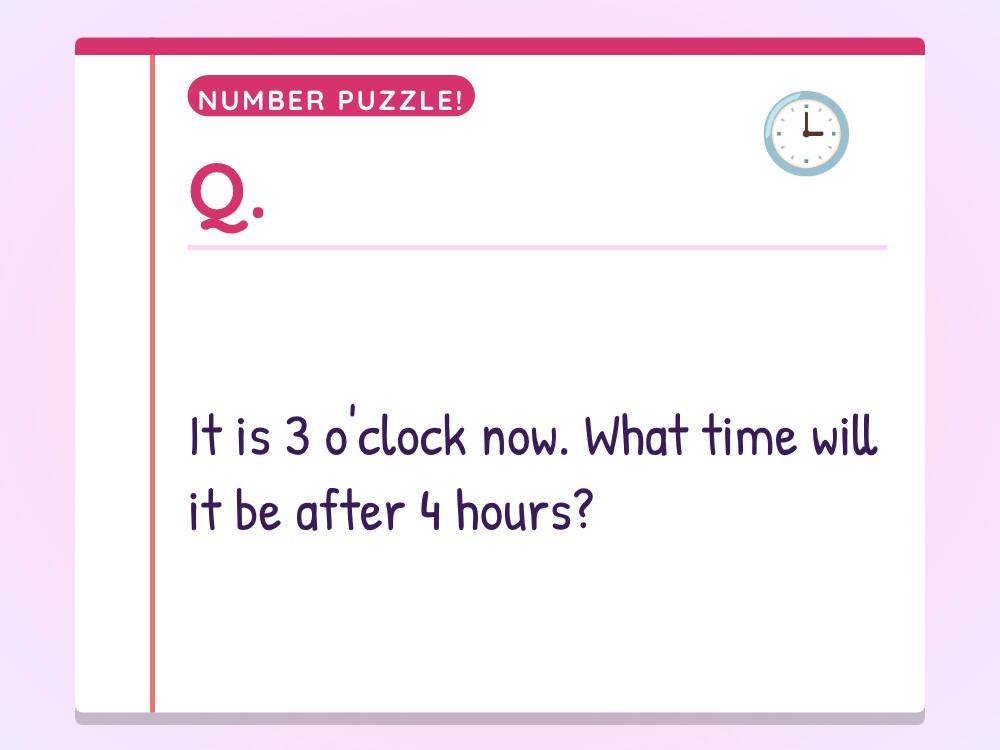 NUMBER PUZZLE!
Q.
It is 3 o'clock now. What time will
it be after 4 hours?